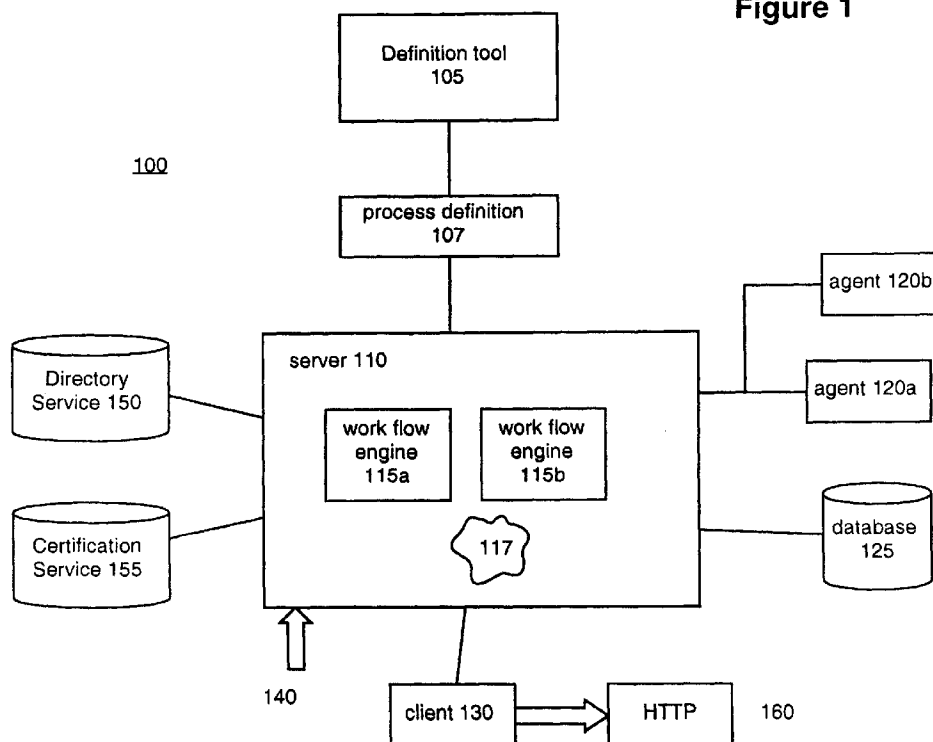 Figure 1
Definition tool
105
100
process definition
107
agent 120b
server 110
Directory
Service 150
agent 120a
work flow
engine
115a
work flow
engine
115b
Certification
Service 155
117
database
125
140
client 130
HTTP
160